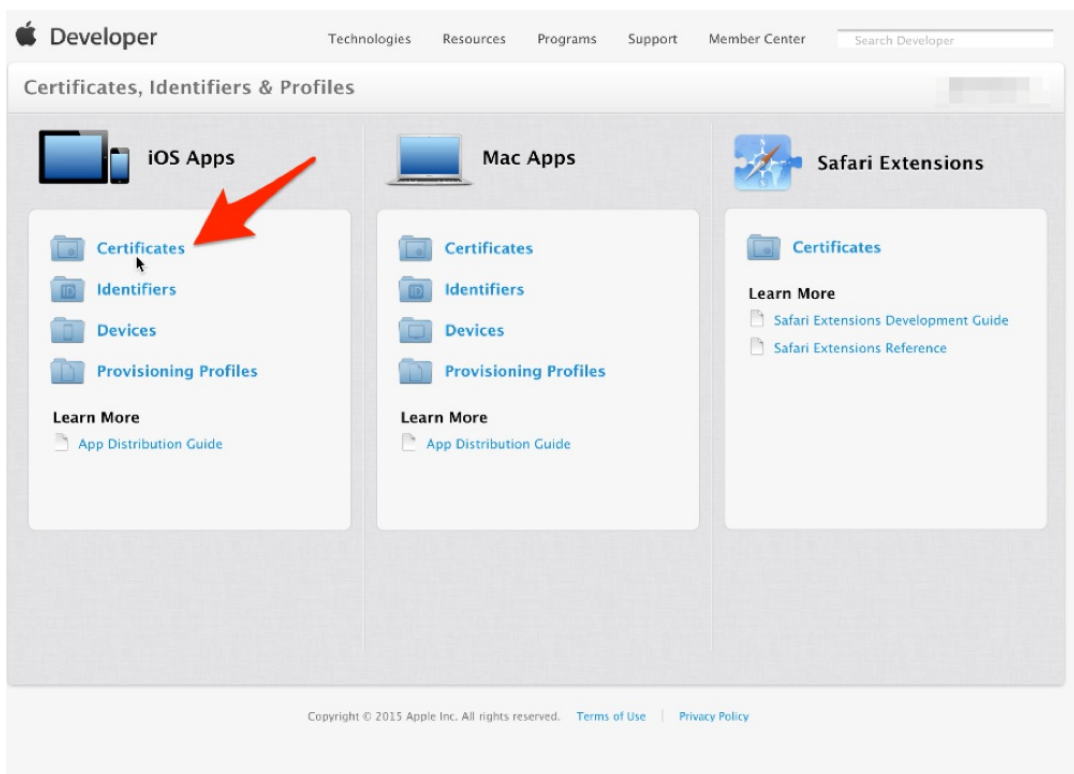 Developer
Technologies Resources Programs Support Member Center Search Developer
Certificates, Identifiers & Profiles
iOS Apps
Certificates
Identifiers
Devices
Provisioning Profiles
Learn More
App Distribution Guide
Mac Apps
Certificates
Identifiers
Devices
Provisioning Profiles
Learn More
App Distribution Guide
Safari Extensions
Certificates
Learn More
Safari Extensions Development Guide
Safari Extensions Reference
Copyright © 2015 Apple Inc. All rights reserved. Terms of Use | Privacy Policy